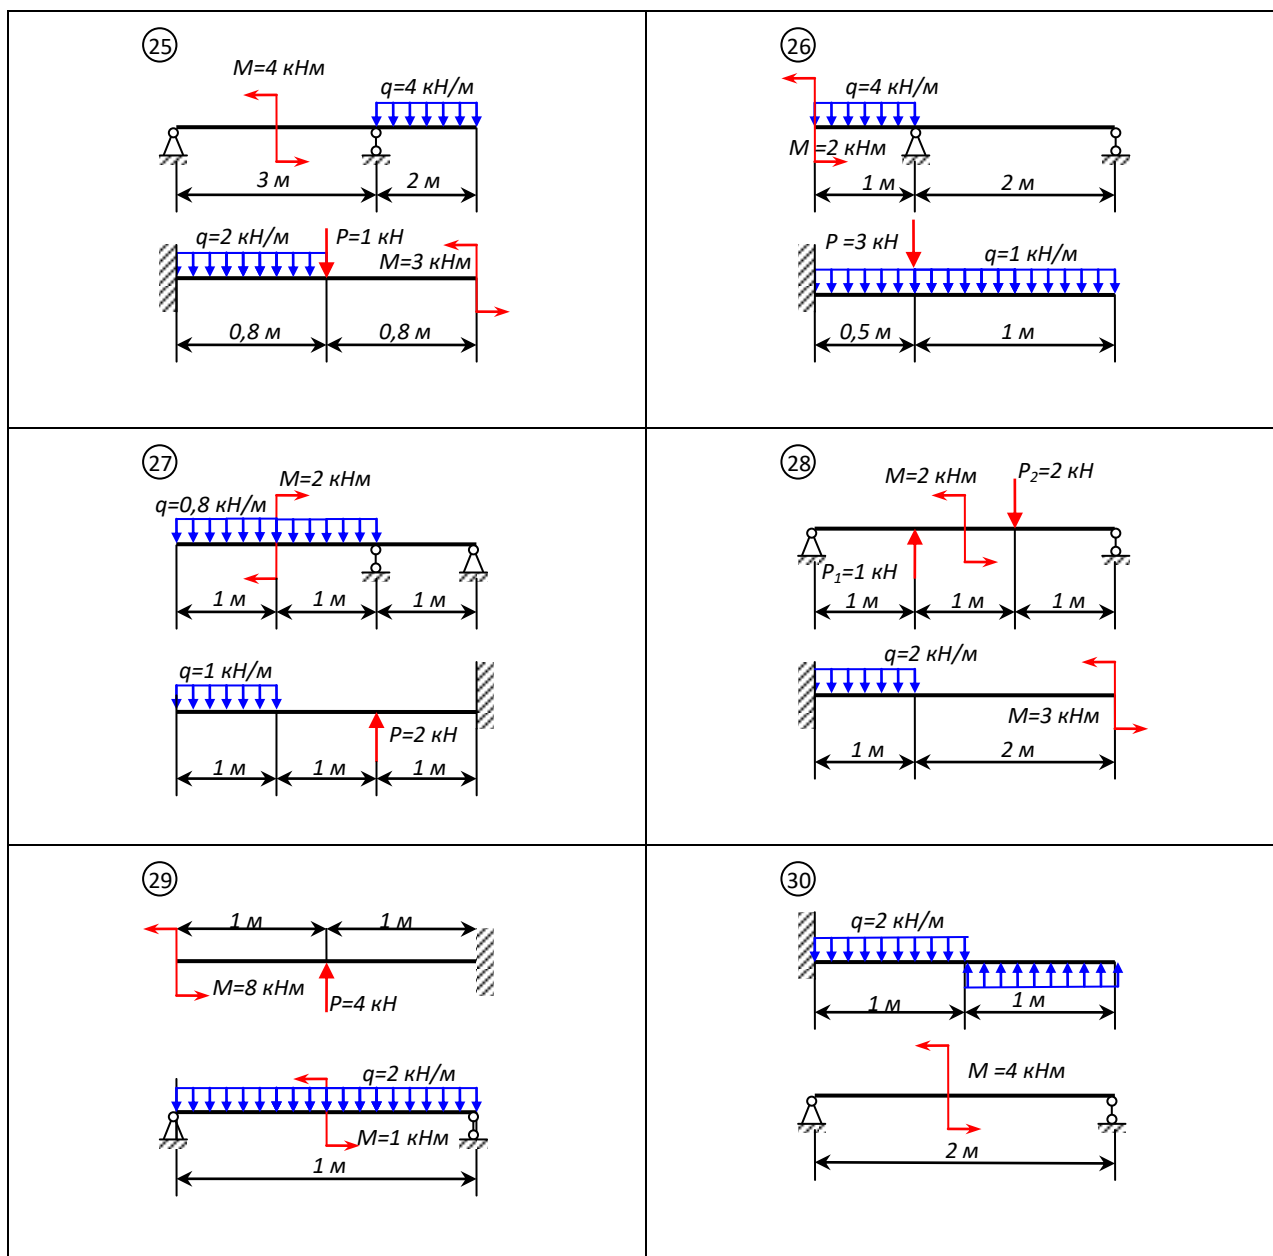 25
M=4 кНм
q=4 кН/м
3 м
2 м
q=2 кН/м
P=1 кН
M=3 кНм
0,8 м
0,8 м
26
q=4 кН/м
M =2 кНм
1 м
2 м
P =3 кН
q=1 кН/м
0,5 м
1 м
27
M=2 кНм
q=0,8 кН/м
1 м
1 м
1 м
q=1 кН/м
P=2 кН
1 м
1 м
1 м
28
P₂=2 кН
M=2 кНм
P₁=1 кН
1 м
1 м
1 м
q=2 кН/м
M=3 кНм
1 м
2 м
29
1 м
1 м
M=8 кНм
P=4 кН
q=2 кН/м
M=1 кНм
1 м
30
q=2 кН/м
1 м
1 м
M =4 кНм
2 м